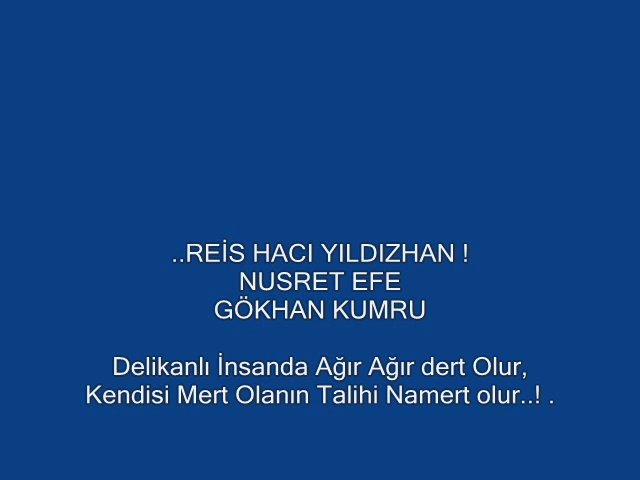 ..REİS HACI YILDIZHAN !
NUSRET EFE
GÖKHAN KUMRU
Delikanlı İnsanda Ağır Ağır dert Olur,
Kendisi Mert Olanın Talihi Namert olur..! .